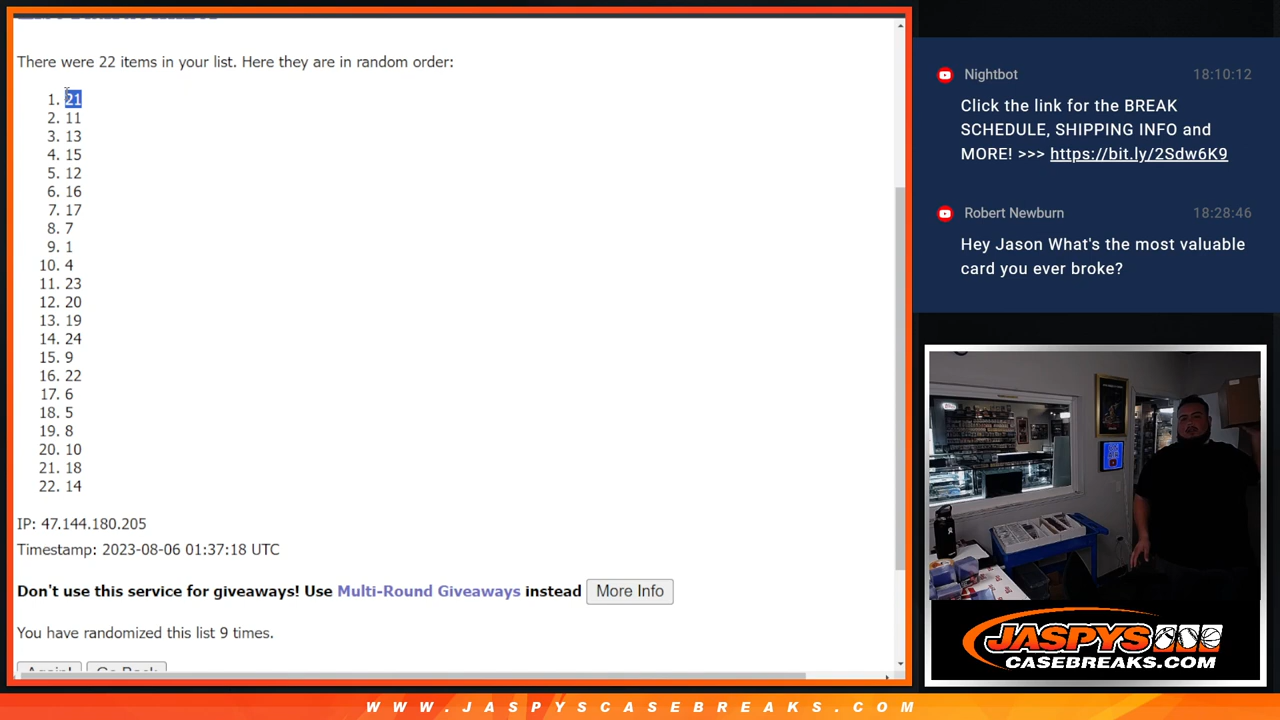 There were 22 items in your list. Here they are in random order:
1. 21
2. 11
3. 13
4. 15
5. 12
6. 16
7. 17
8. 7
9. 1
10. 4
11. 23
12. 20
13. 19
14. 24
15. 9
16. 22
17. 6
18. 5
19. 8
20. 10
21. 18
22. 14
IP: 47.144.180.205
Timestamp: 2023-08-06 01:37:18 UTC
Don't use this service for giveaways! Use Multi-Round Giveaways instead More Info
You have randomized this list 9 times.
Again! Go Back
Nightbot 18:10:12
Click the link for the BREAK
SCHEDULE, SHIPPING INFO and
MORE! >>> https://bit.ly/2Sdw6K9
Robert Newburn 18:28:46
Hey Jason What's the most valuable
card you ever broke?
JASPYS
CASEBREAKS.COM
WWW.JASPYSCASEBREAKS.COM